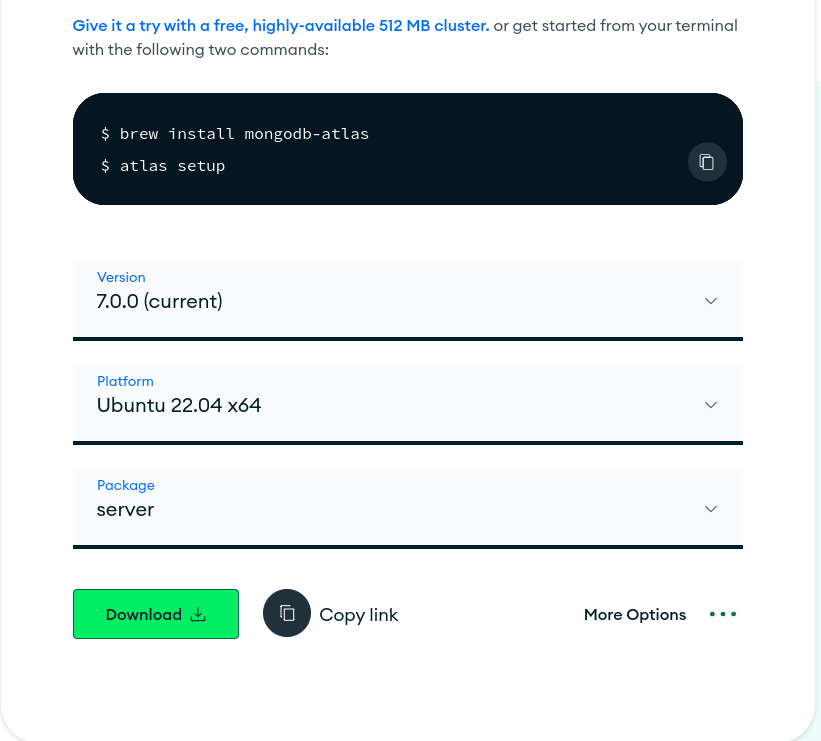 Give it a try with a free, highly-available 512 MB cluster. or get started from your terminal
with the following two commands:
$ brew install mongodb-atlas
$ atlas setup
Version
7.0.0 (current)
Platform
Ubuntu 22.04 x64
Package
server
Download
Copy link
More Options